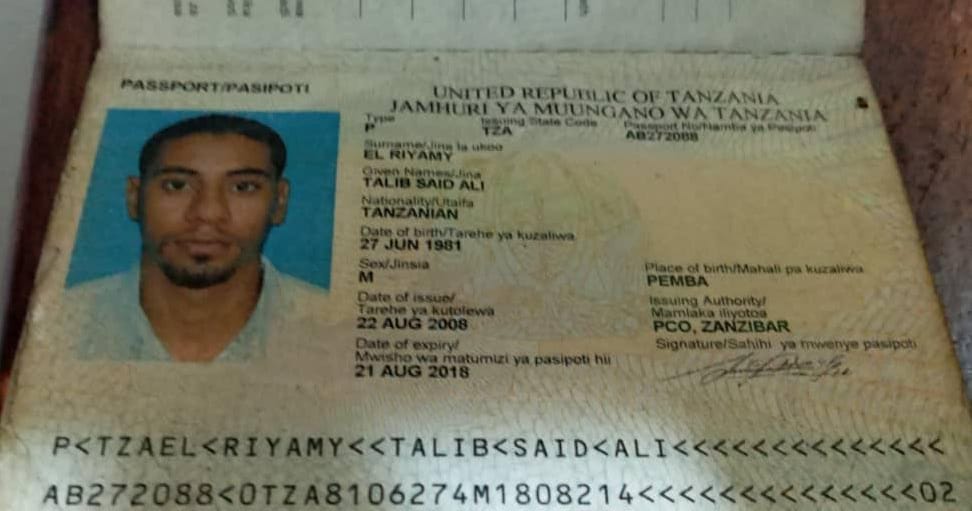 PASSPORT/PASIPOTI
UNITED REPUBLIC OF TANZANIA
JAMHURI YA MUUNGANO WA TANZANIA
Type Issuing State Code Passport No/Namba ya Pasipoti
P TZA AB272088
Surname/Jina la ukoo
EL RIYAMY
Given Names/Jina
TALIB SAID ALI
Nationality/Utaifa
TANZANIAN
Date of birth/Tarehe ya kuzaliwa
27 JUN 1981
Sex/Jinsia Place of birth/Mahali pa kuzaliwa
M PEMBA
Date of issue/ Issuing Authority/
Tarehe ya kutolewa Mamlaka iliyotoa
22 AUG 2008 PCO, ZANZIBAR
Date of expiry/ Signature/Sahihi ya mwenye pasipoti
Mwisho wa matumizi ya pasipoti hii
21 AUG 2018
P<TZAEL<RIYAMY<<TALIB<SAID<ALI<<<<<<<<<<<<<<
AB272088<0TZA8106274M1808214<<<<<<<<<<<<<<02